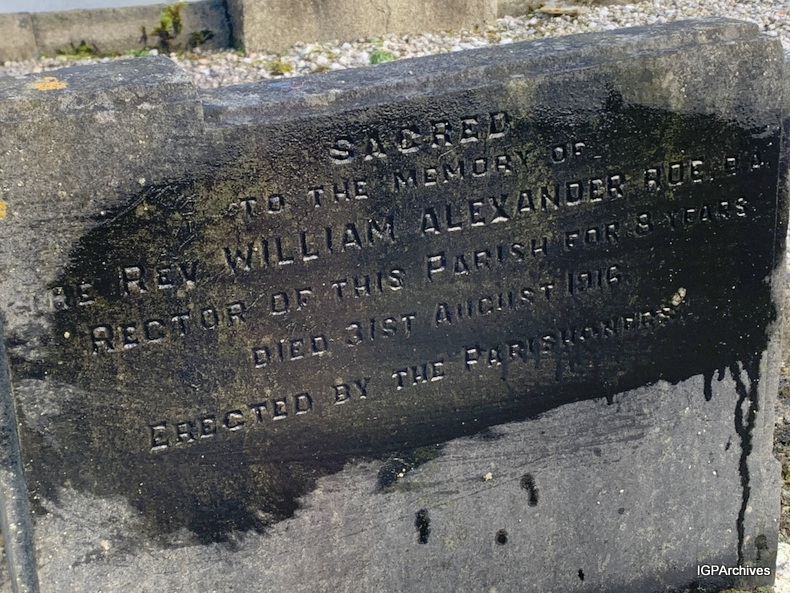 SACRED
TO THE MEMORY OF
THE REV WILLIAM ALEXANDER ROE, B.A.
RECTOR OF THIS PARISH FOR 8 YEARS
DIED 31ST AUGUST 1916.
ERECTED BY THE PARISHONERS.
IGPArchives